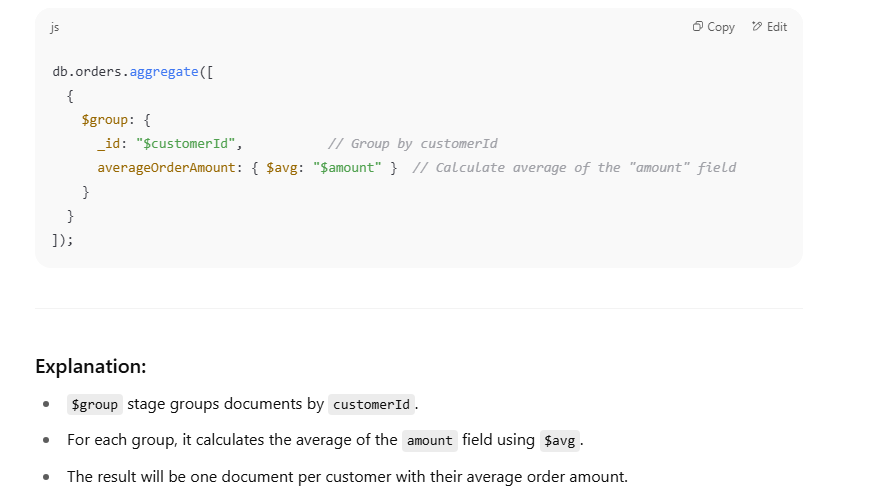 js Copy Edit
db.orders.aggregate([
  {
    $group: {
      _id: "$customerId",           // Group by customerId
      averageOrderAmount: { $avg: "$amount" }  // Calculate average of the "amount" field
    }
  }
]);
Explanation:
• $group stage groups documents by customerId.
• For each group, it calculates the average of the amount field using $avg.
• The result will be one document per customer with their average order amount.